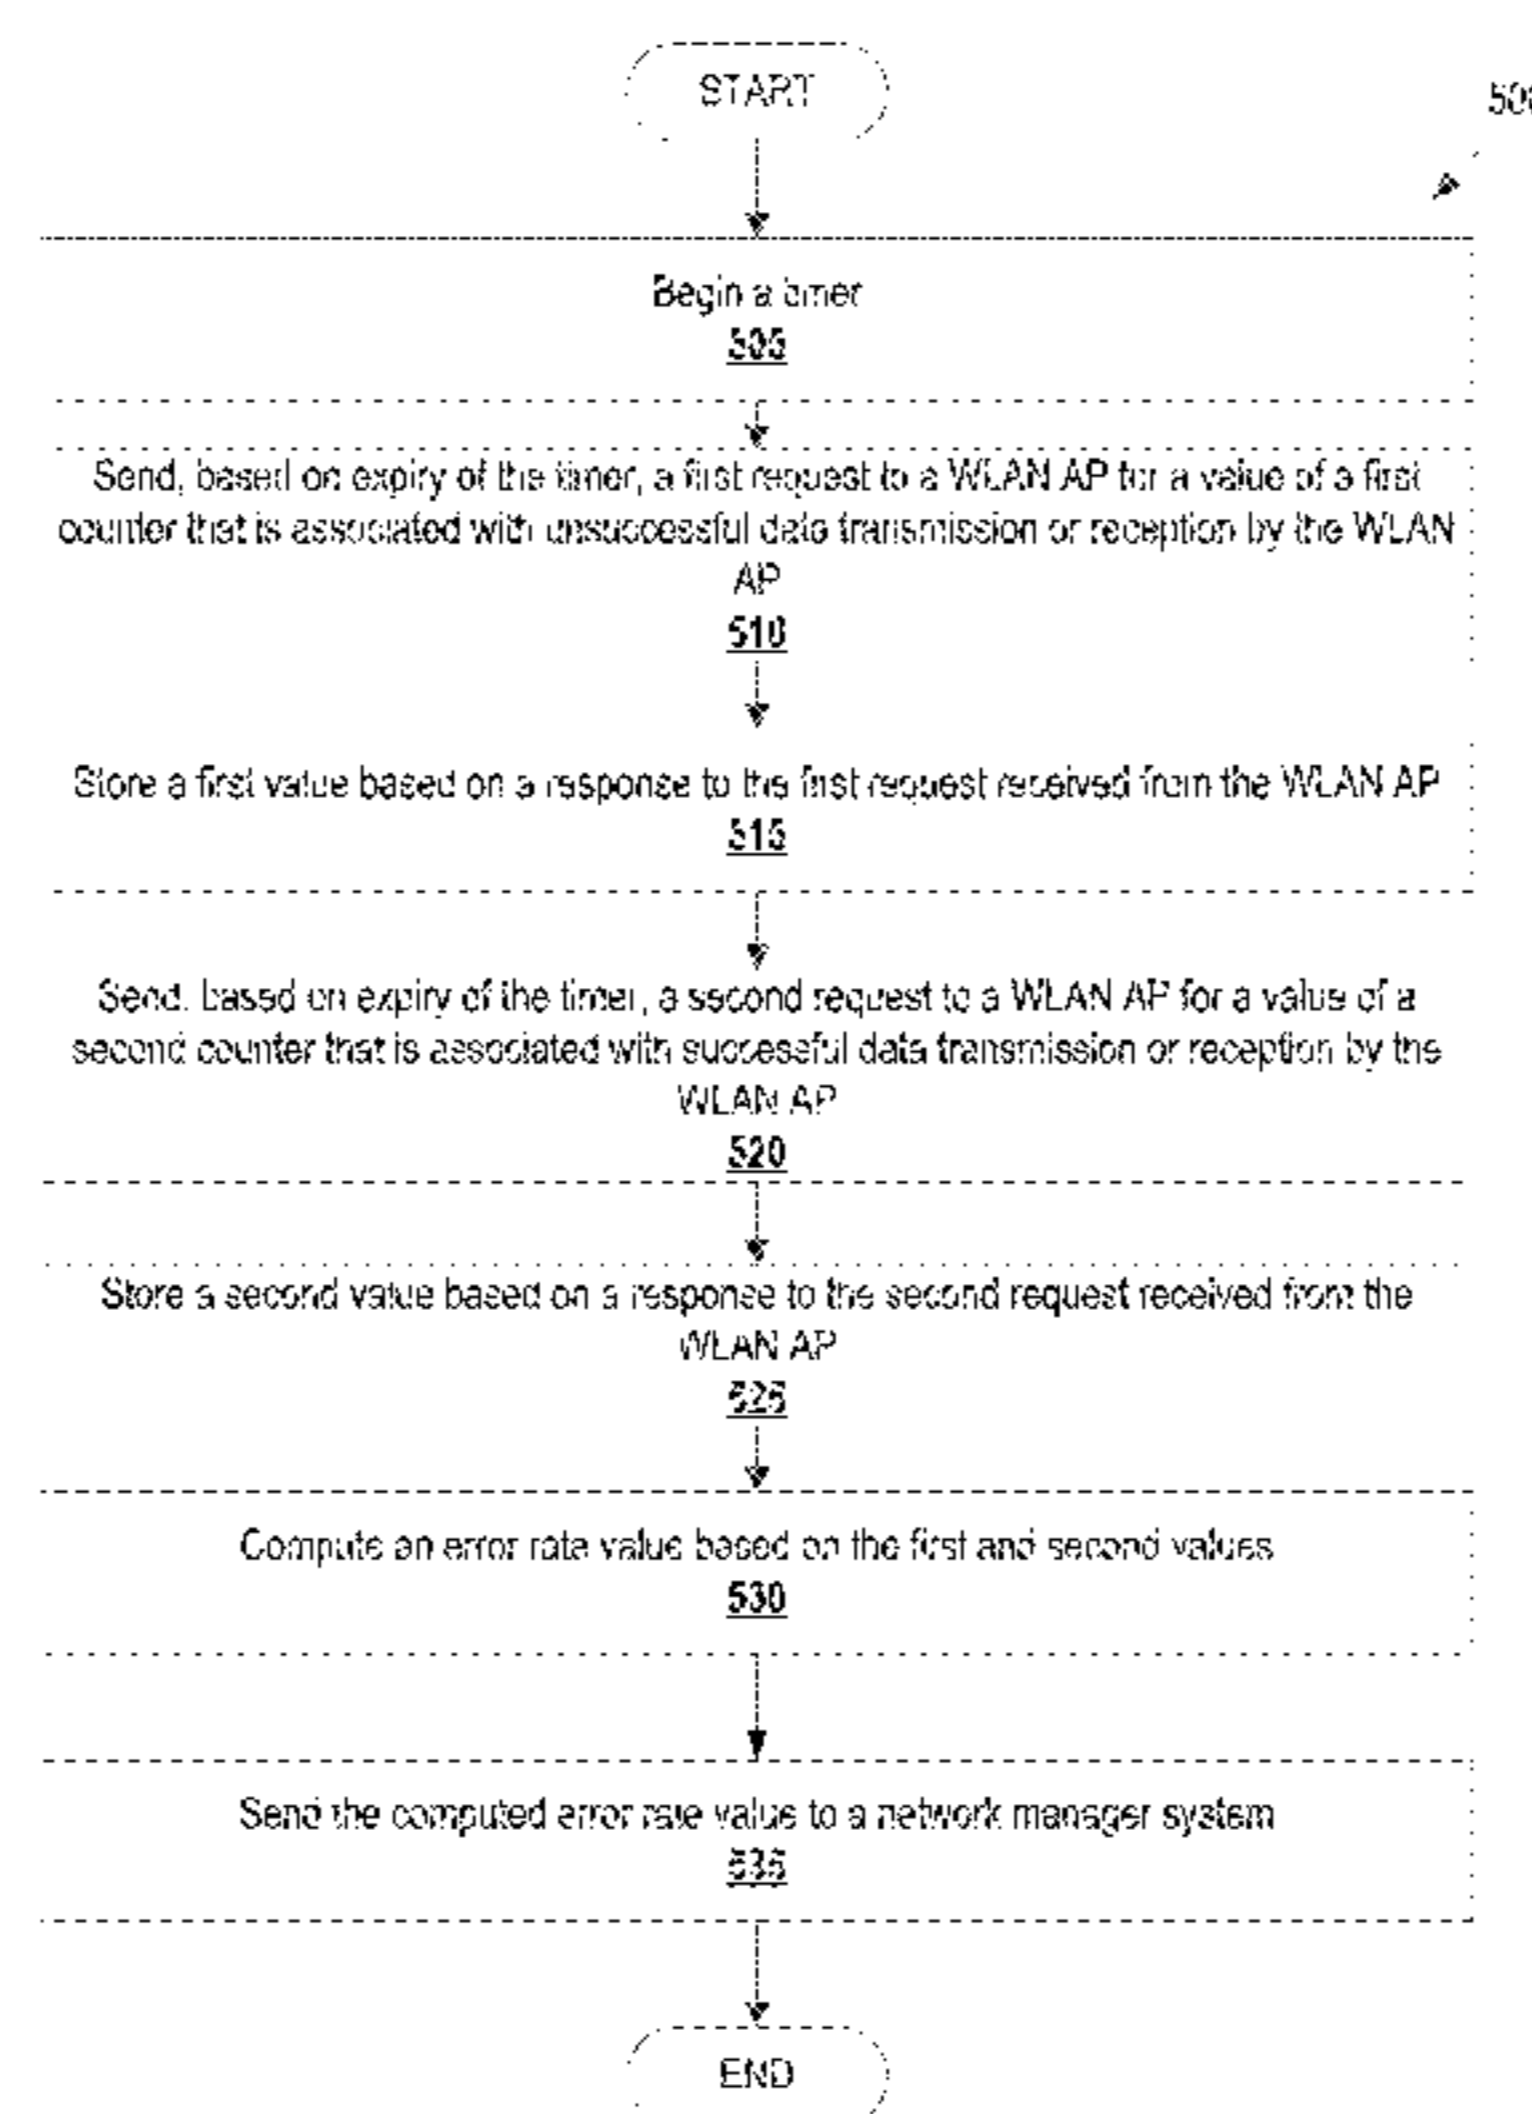 START
500
Begin a timer
505
Send, based on expiry of the timer, a first request to a WLAN AP for a value of a first
counter that is associated with unsuccessful data transmission or reception by the WLAN
AP
510
Store a first value based on a response to the first request received from the WLAN AP
515
Send, based on expiry of the timer, a second request to a WLAN AP for a value of a
second counter that is associated with successful data transmission or reception by the
WLAN AP
520
Store a second value based on a response to the second request received from the
WLAN AP
525
Compute an error rate value based on the first and second values
530
Send the computed error rate value to a network manager system
535
END